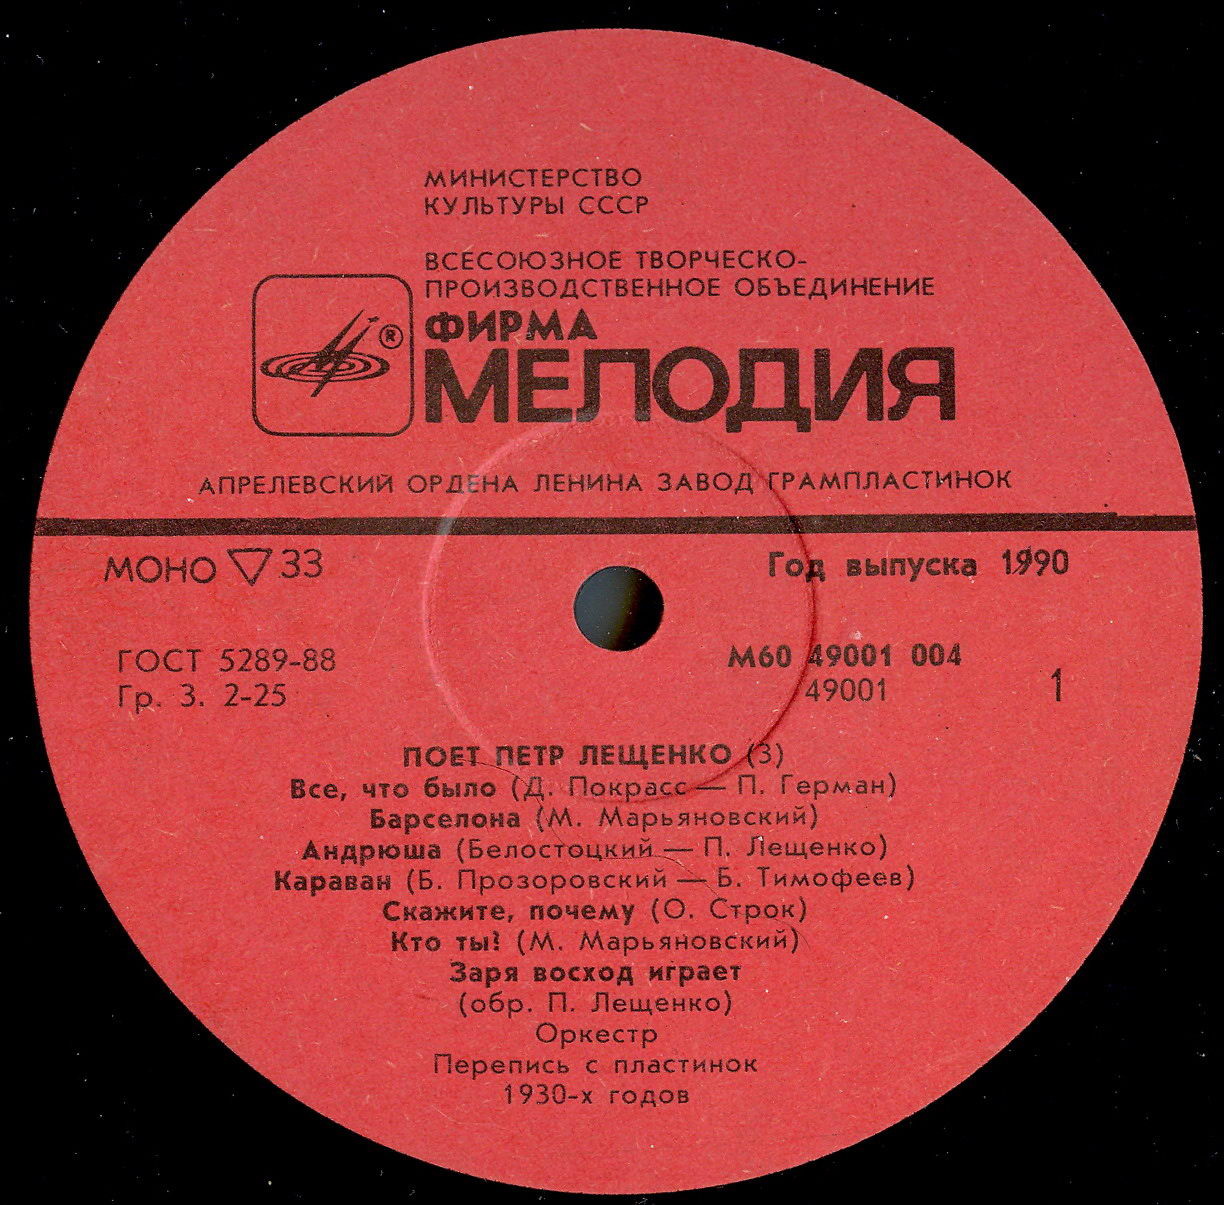 МИНИСТЕРСТВО
КУЛЬТУРЫ СССР
ВСЕСОЮЗНОЕ ТВОРЧЕСКО-
ПРОИЗВОДСТВЕННОЕ ОБЪЕДИНЕНИЕ
ФИРМА
®
МЕЛОДИЯ
АПРЕЛЕВСКИЙ ОРДЕНА ЛЕНИНА ЗАВОД ГРАМПЛАСТИНОК
МОНО ▽ 33
Год выпуска 1990
ГОСТ 5289-88
Гр. 3. 2-25
М60 49001 004
49001
1
ПОЕТ ПЕТР ЛЕЩЕНКО (3)
Все, что было (Д. Покрасс — П. Герман)
Барселона (М. Марьяновский)
Андрюша (Белостоцкий — П. Лещенко)
Караван (Б. Прозоровский — Б. Тимофеев)
Скажите, почему (О. Строк)
Кто ты? (М. Марьяновский)
Заря восход играет
(обр. П. Лещенко)
Оркестр
Перепись с пластинок
1930-х годов